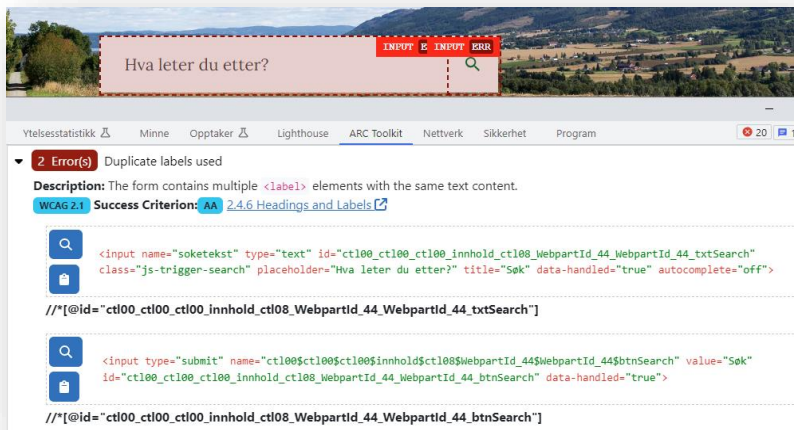 INPUT E INPUT ERR
Hva leter du etter?
Ytelsesstatistikk Minne Opptaker Lighthouse ARC Toolkit Nettverk Sikkerhet Program 20 1
2 Error(s) Duplicate labels used
Description: The form contains multiple <label> elements with the same text content.
WCAG 2.1 Success Criterion: AA 2.4.6 Headings and Labels
<input name="soketekst" type="text" id="ctl00_ctl00_ctl00_innhold_ctl08_WebpartId_44_WebpartId_44_txtSearch"
class="js-trigger-search" placeholder="Hva leter du etter?" title="Søk" data-handled="true" autocomplete="off">
//*[@id="ctl00_ctl00_ctl00_innhold_ctl08_WebpartId_44_WebpartId_44_txtSearch"]
<input type="submit" name="ctl00$ctl00$ctl00$innhold$ctl08$WebpartId_44$WebpartId_44$btnSearch" value="Søk"
id="ctl00_ctl00_ctl00_innhold_ctl08_WebpartId_44_WebpartId_44_btnSearch" data-handled="true">
//*[@id="ctl00_ctl00_ctl00_innhold_ctl08_WebpartId_44_WebpartId_44_btnSearch"]